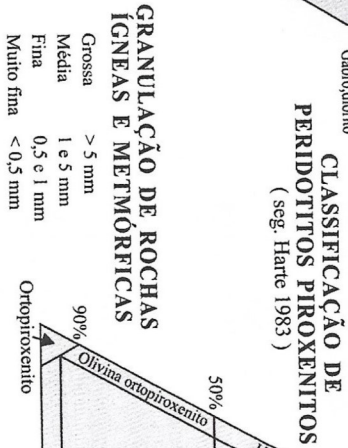 Gabro,diorito
CLASSIFICAÇÃO DE
PERIDOTITOS PIROXENITOS
( seg. Harte 1983 )
GRANULAÇÃO DE ROCHAS
ÍGNEAS E METMÓRFICAS
Grossa > 5 mm
Média 1 e 5 mm
Fina 0,5 e 1 mm
Muito fina < 0,5 mm
Ortopiroxenito
90%
Olivina ortopiroxenito
50%